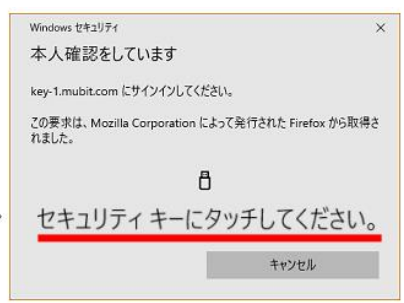 Windows セキュリティ
本人確認をしています
key-1.mubit.com にサインインしてください。
この要求は、Mozilla Corporation によって発行された Firefox から取得さ
れました。
セキュリティ キーにタッチしてください。
キャンセル